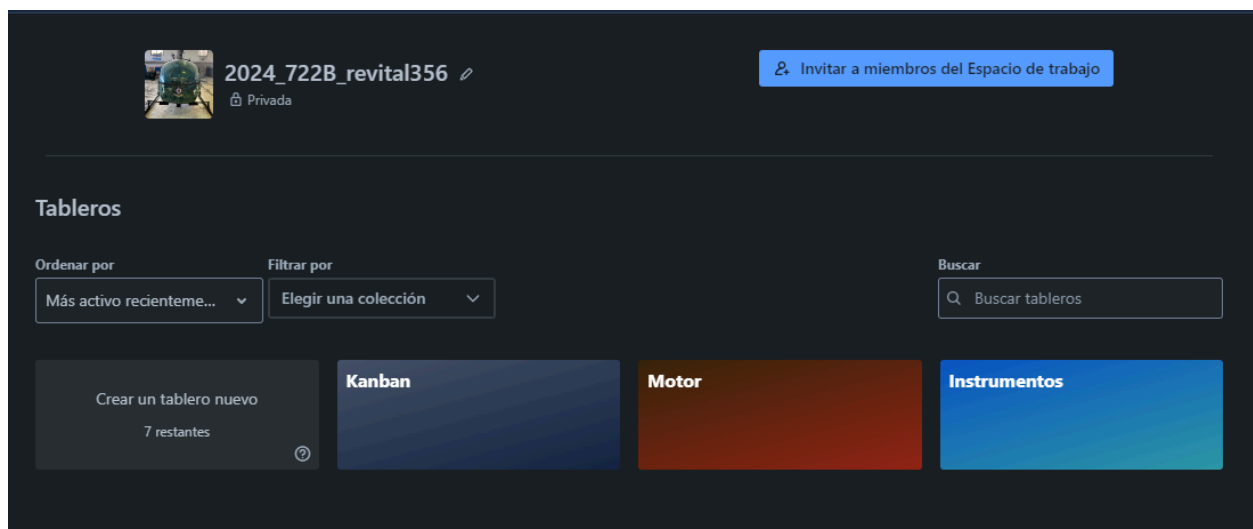 2024_722B_revital356
Privada
Invitar a miembros del Espacio de trabajo
Tableros
Ordenar por
Filtrar por
Buscar
Más activo recienteme...
Elegir una colección
Buscar tableros
Crear un tablero nuevo
7 restantes
Kanban
Motor
Instrumentos